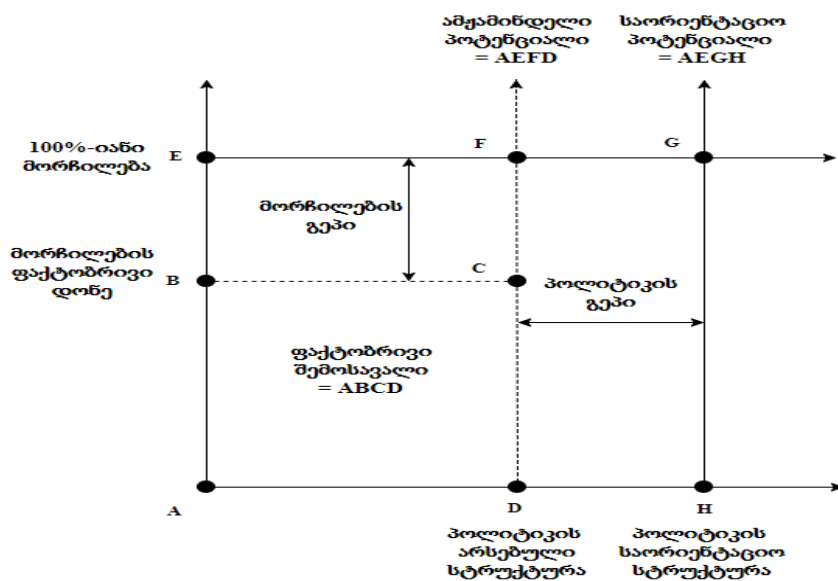 ამჟამინდელი
პოტენციალი
= AEFD
საორიენტაციო
პოტენციალი
= AEGH
100%-იანი
მორჩილება
E
F
G
მორჩილების
გეპი
მორჩილების
ფაქტობრივი
დონე
B
C
პოლიტიკის
გეპი
ფაქტობრივი
შემოსავალი
= ABCD
A
D
H
პოლიტიკის
არსებული
სტრუქტურა
პოლიტიკის
საორიენტაციო
სტრუქტურა